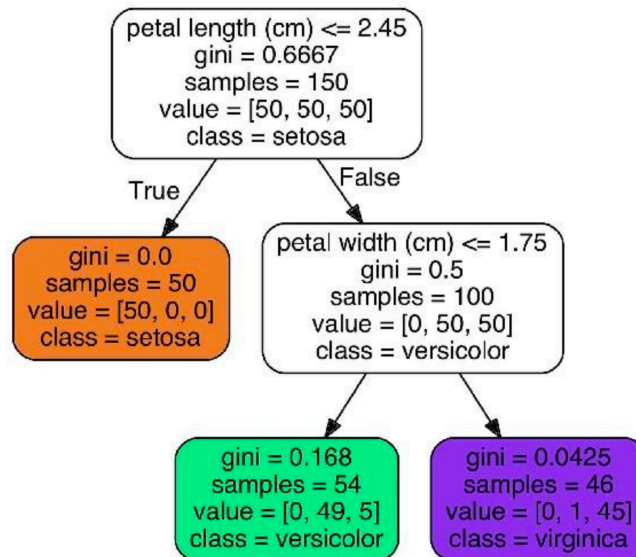 petal length (cm) <= 2.45
gini = 0.6667
samples = 150
value = [50, 50, 50]
class = setosa
True
False
gini = 0.0
samples = 50
value = [50, 0, 0]
class = setosa
petal width (cm) <= 1.75
gini = 0.5
samples = 100
value = [0, 50, 50]
class = versicolor
gini = 0.168
samples = 54
value = [0, 49, 5]
class = versicolor
gini = 0.0425
samples = 46
value = [0, 1, 45]
class = virginica